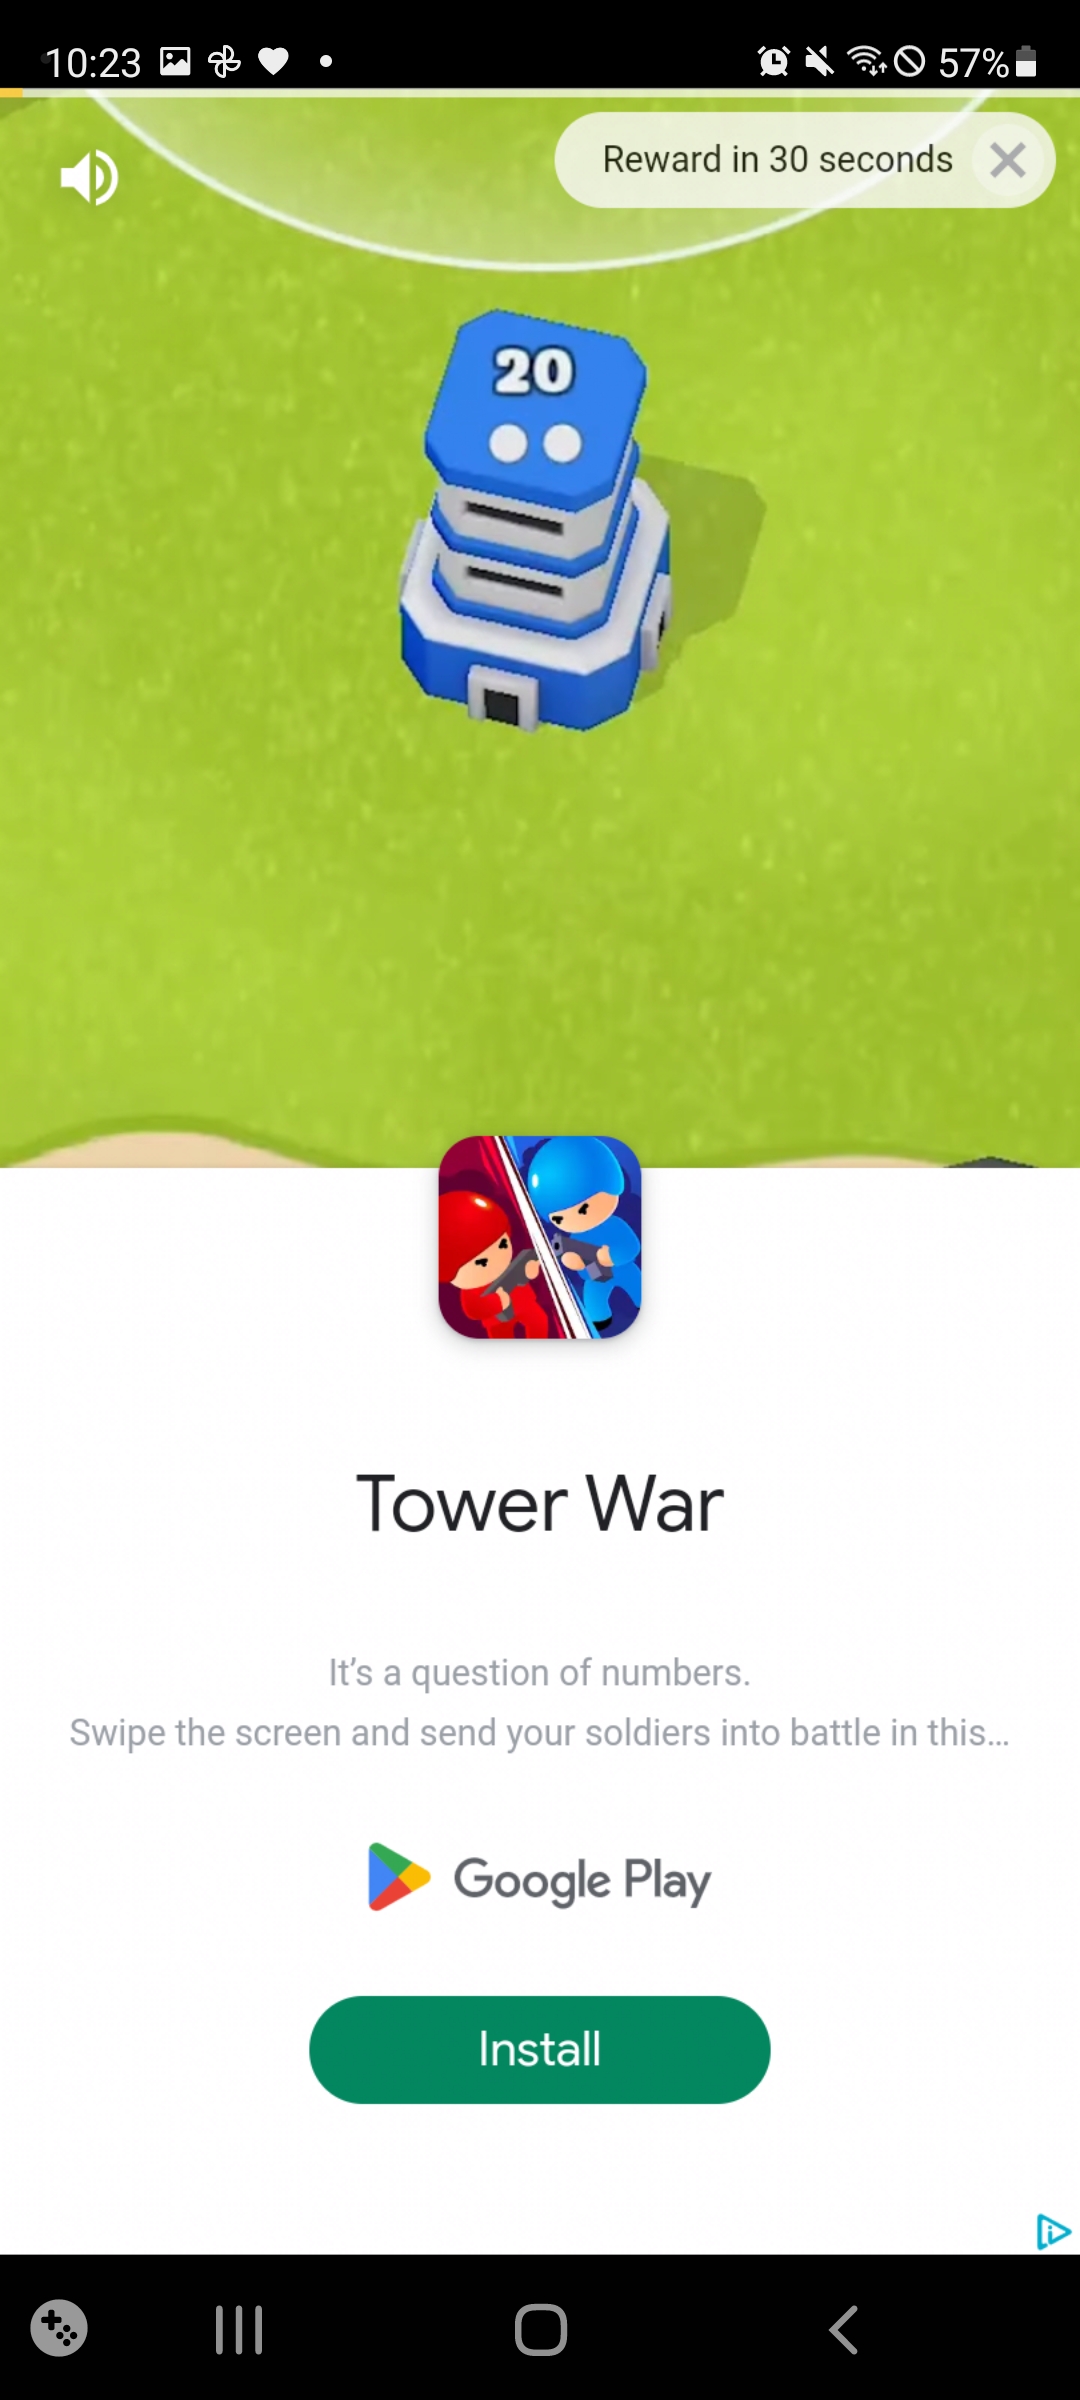 10:23
57%
Reward in 30 seconds
20
Tower War
It's a question of numbers.
Swipe the screen and send your soldiers into battle in this...
Google Play
Install